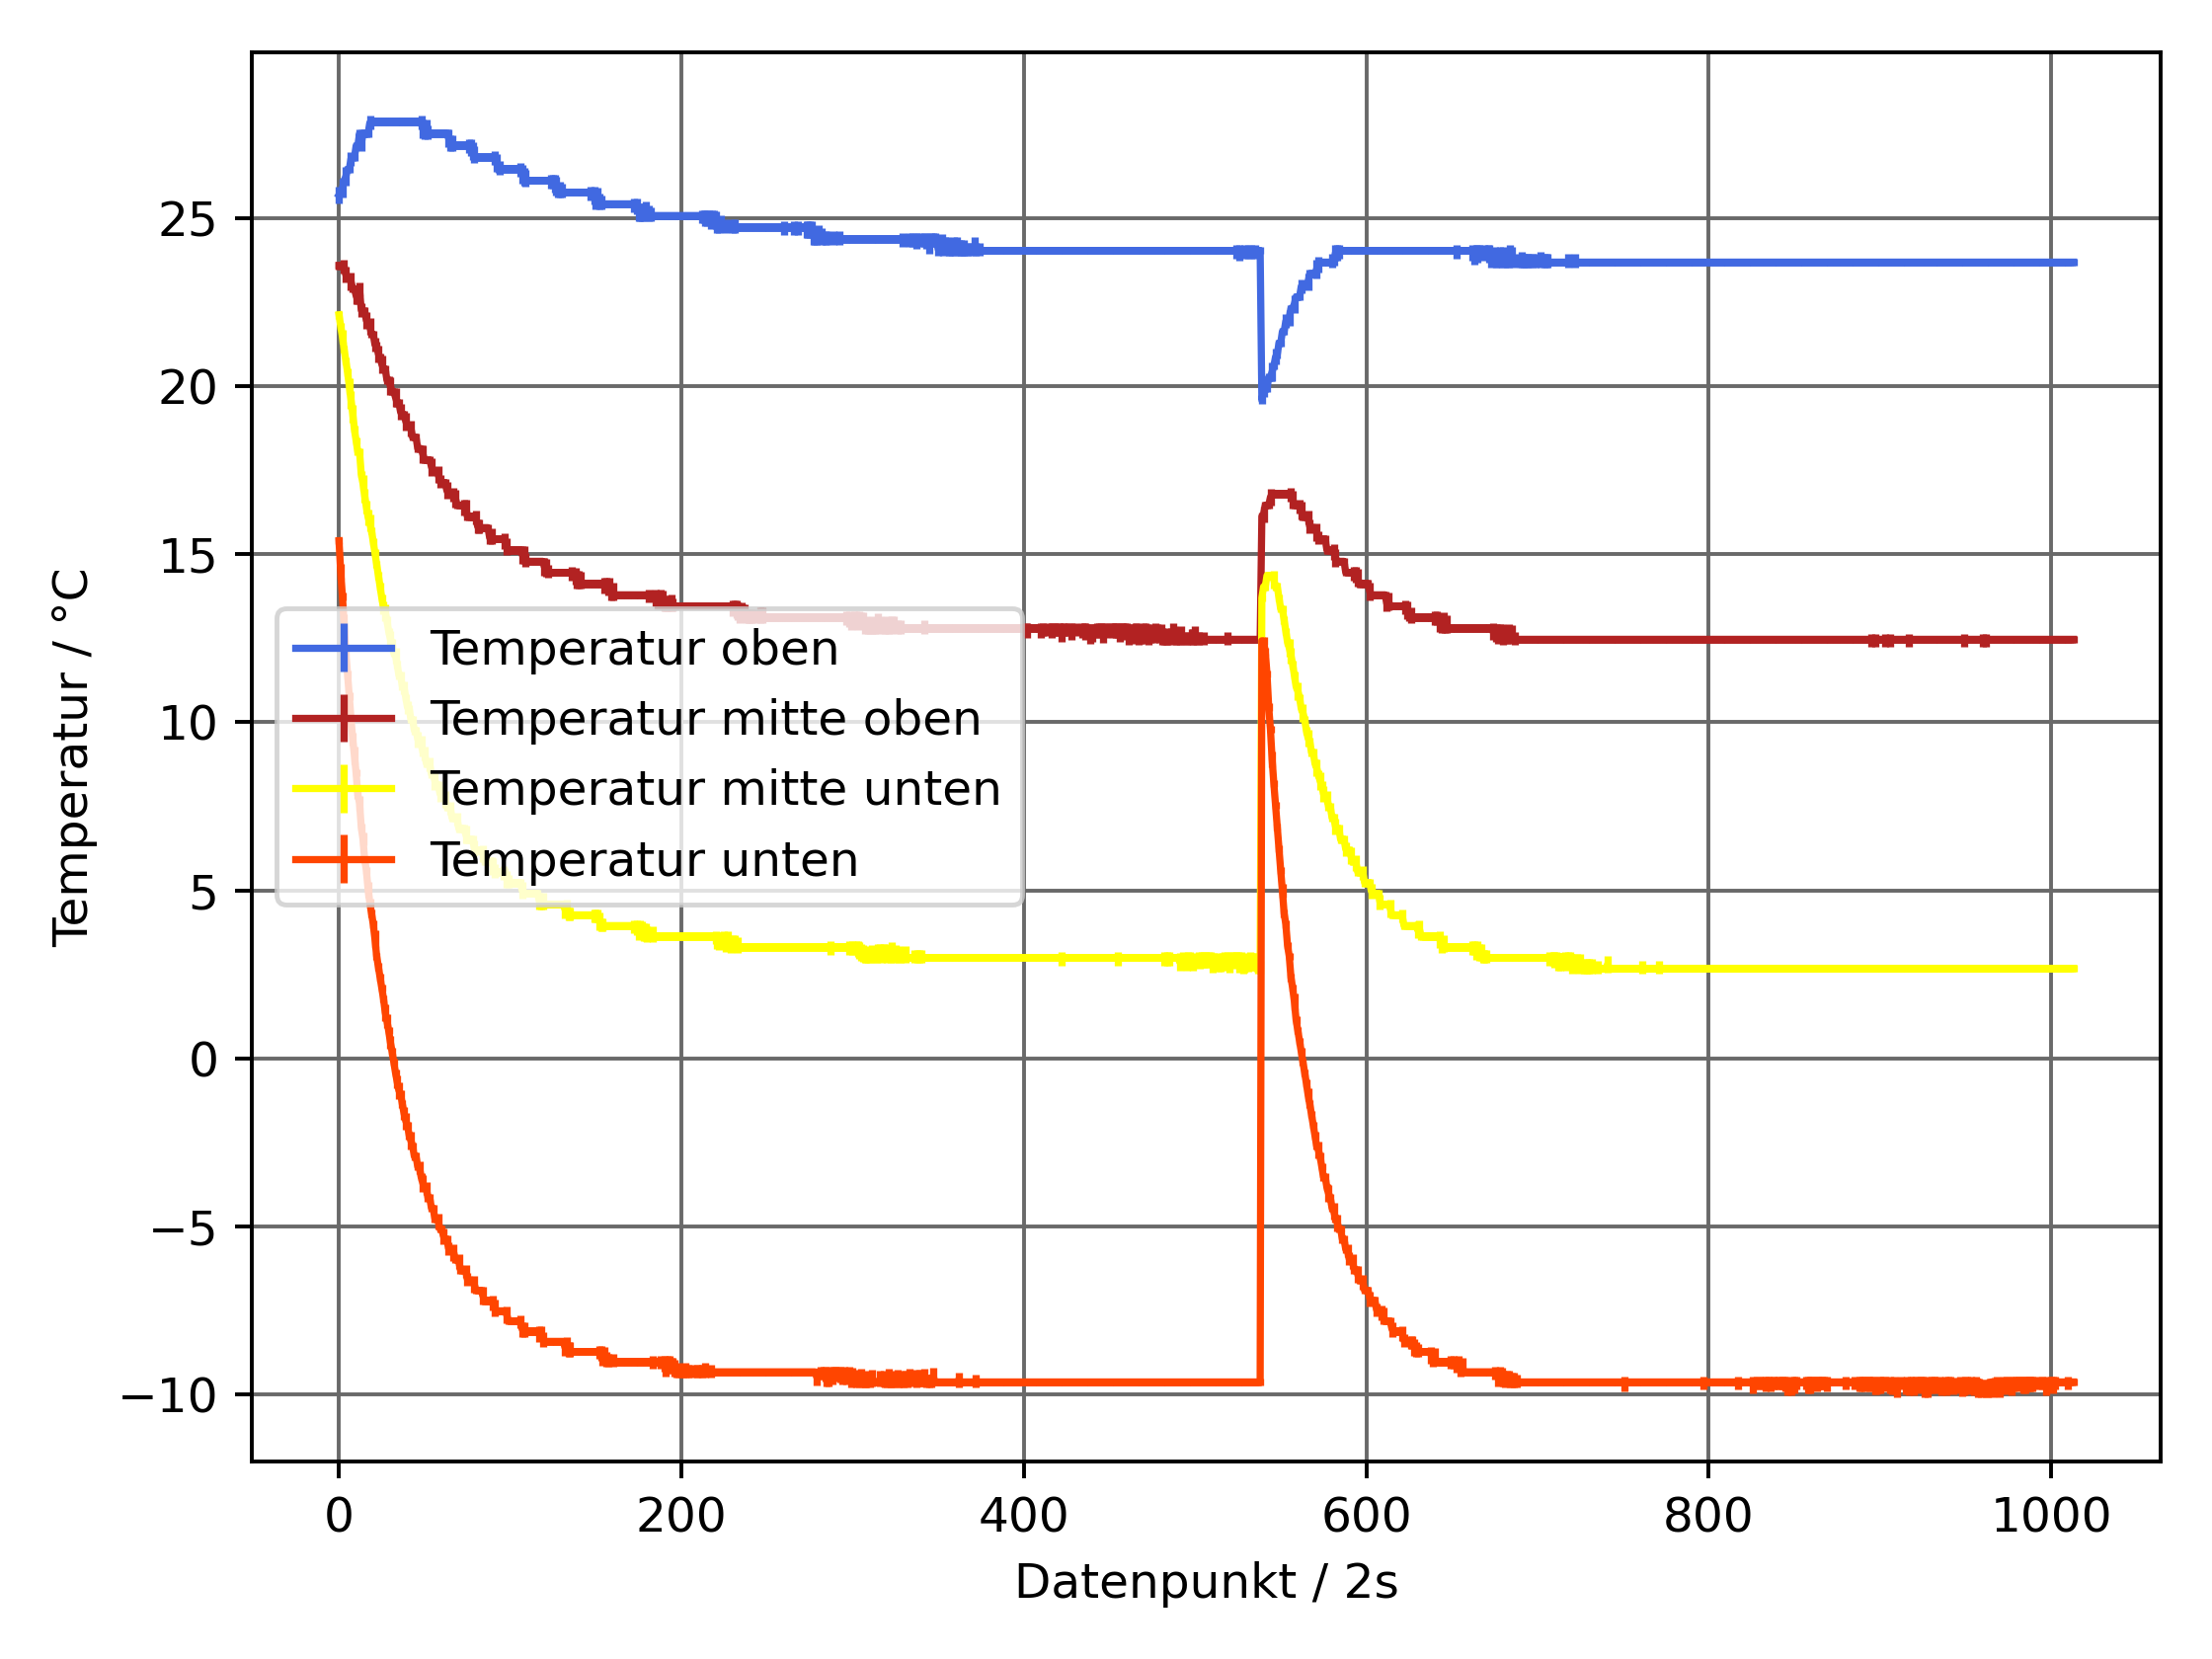 25
20
15
10
5
0
−5
−10
Temperatur / °C
Temperatur oben
Temperatur mitte oben
Temperatur mitte unten
Temperatur unten
0 200 400 600 800 1000
Datenpunkt / 2s